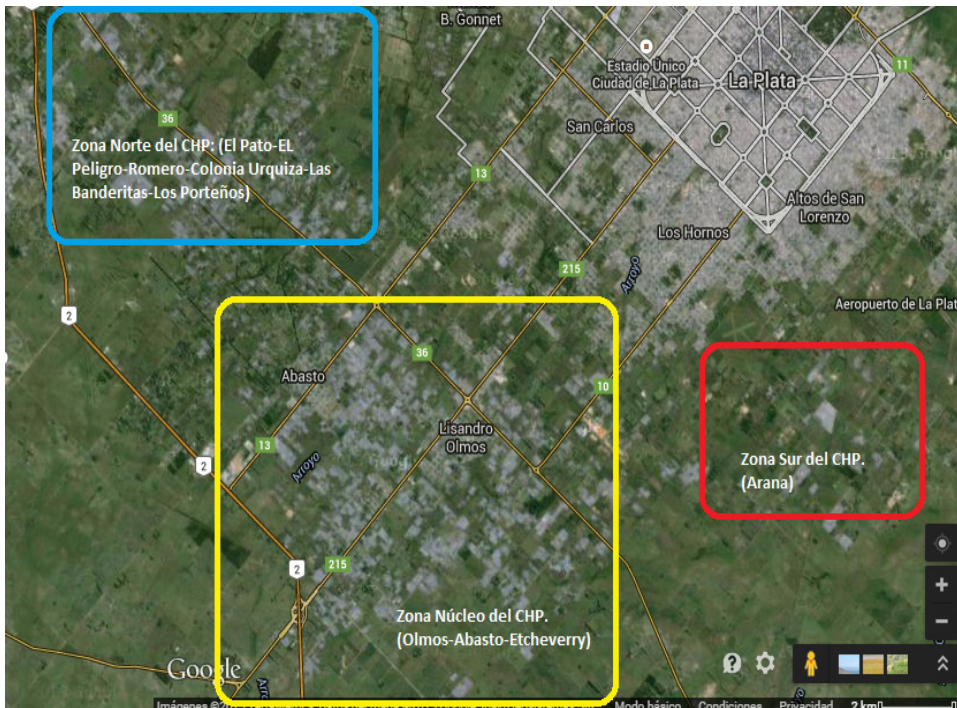 B. Gonnet
Estadio Único
Ciudad de La Plata
La Plata
11
36
Zona Norte del CHP: (El Pato-EL
Peligro-Romero-Colonia Urquiza-Las
Banderitas-Los Porteños)
San Carlos
13
Altos de San
Lorenzo
Los Hornos
215
Arroyo
2
Aeropuerto de La Plat
36
Abasto
10
Lisandro
Olmos
13
2
Arroyo
Zona Sur del CHP.
(Arana)
215
2
Zona Núcleo del CHP.
(Olmos-Abasto-Etcheverry)
Google
Arro
Imágenes ©20
Modo básico
Condiciones
Privacidad
2 km